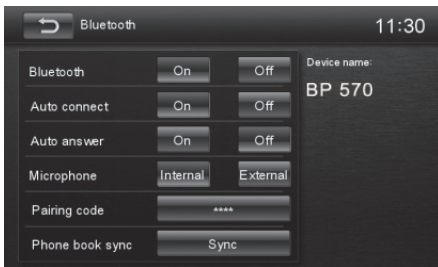 Bluetooth 11:30
Bluetooth On Off
Auto connect On Off
Auto answer On Off
Microphone Internal External
Pairing code ****
Phone book sync Sync
Device name:
BP 570